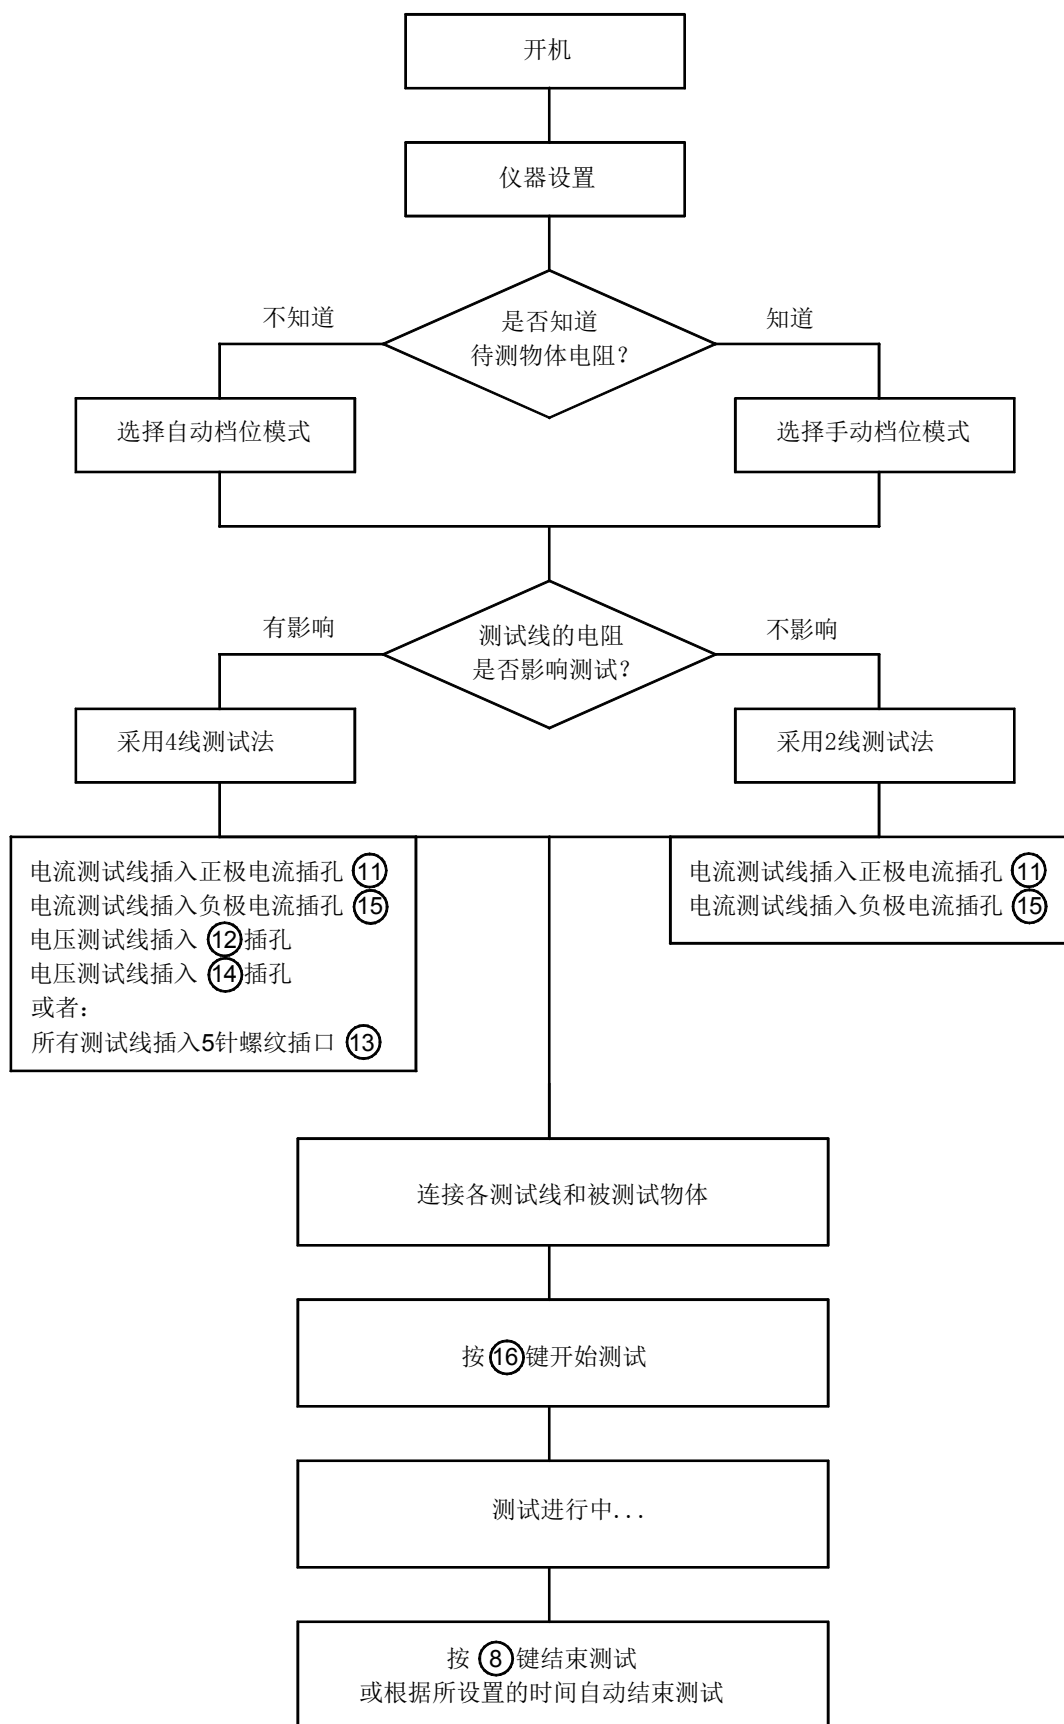 开机
仪器设置
不知道
是否知道
待测物体电阻？
知道
选择自动档位模式
选择手动档位模式
有影响
测试线的电阻
是否影响测试？
不影响
采用4线测试法
采用2线测试法
电流测试线插入正极电流插孔 ⑪
电流测试线插入负极电流插孔 ⑮
电压测试线插入 ⑫插孔
电压测试线插入 ⑭插孔
或者：
所有测试线插入5针螺纹插口 ⑬
电流测试线插入正极电流插孔 ⑪
电流测试线插入负极电流插孔 ⑮
连接各测试线和被测试物体
按⑯键开始测试
测试进行中...
按 ⑧键结束测试
或根据所设置的时间自动结束测试